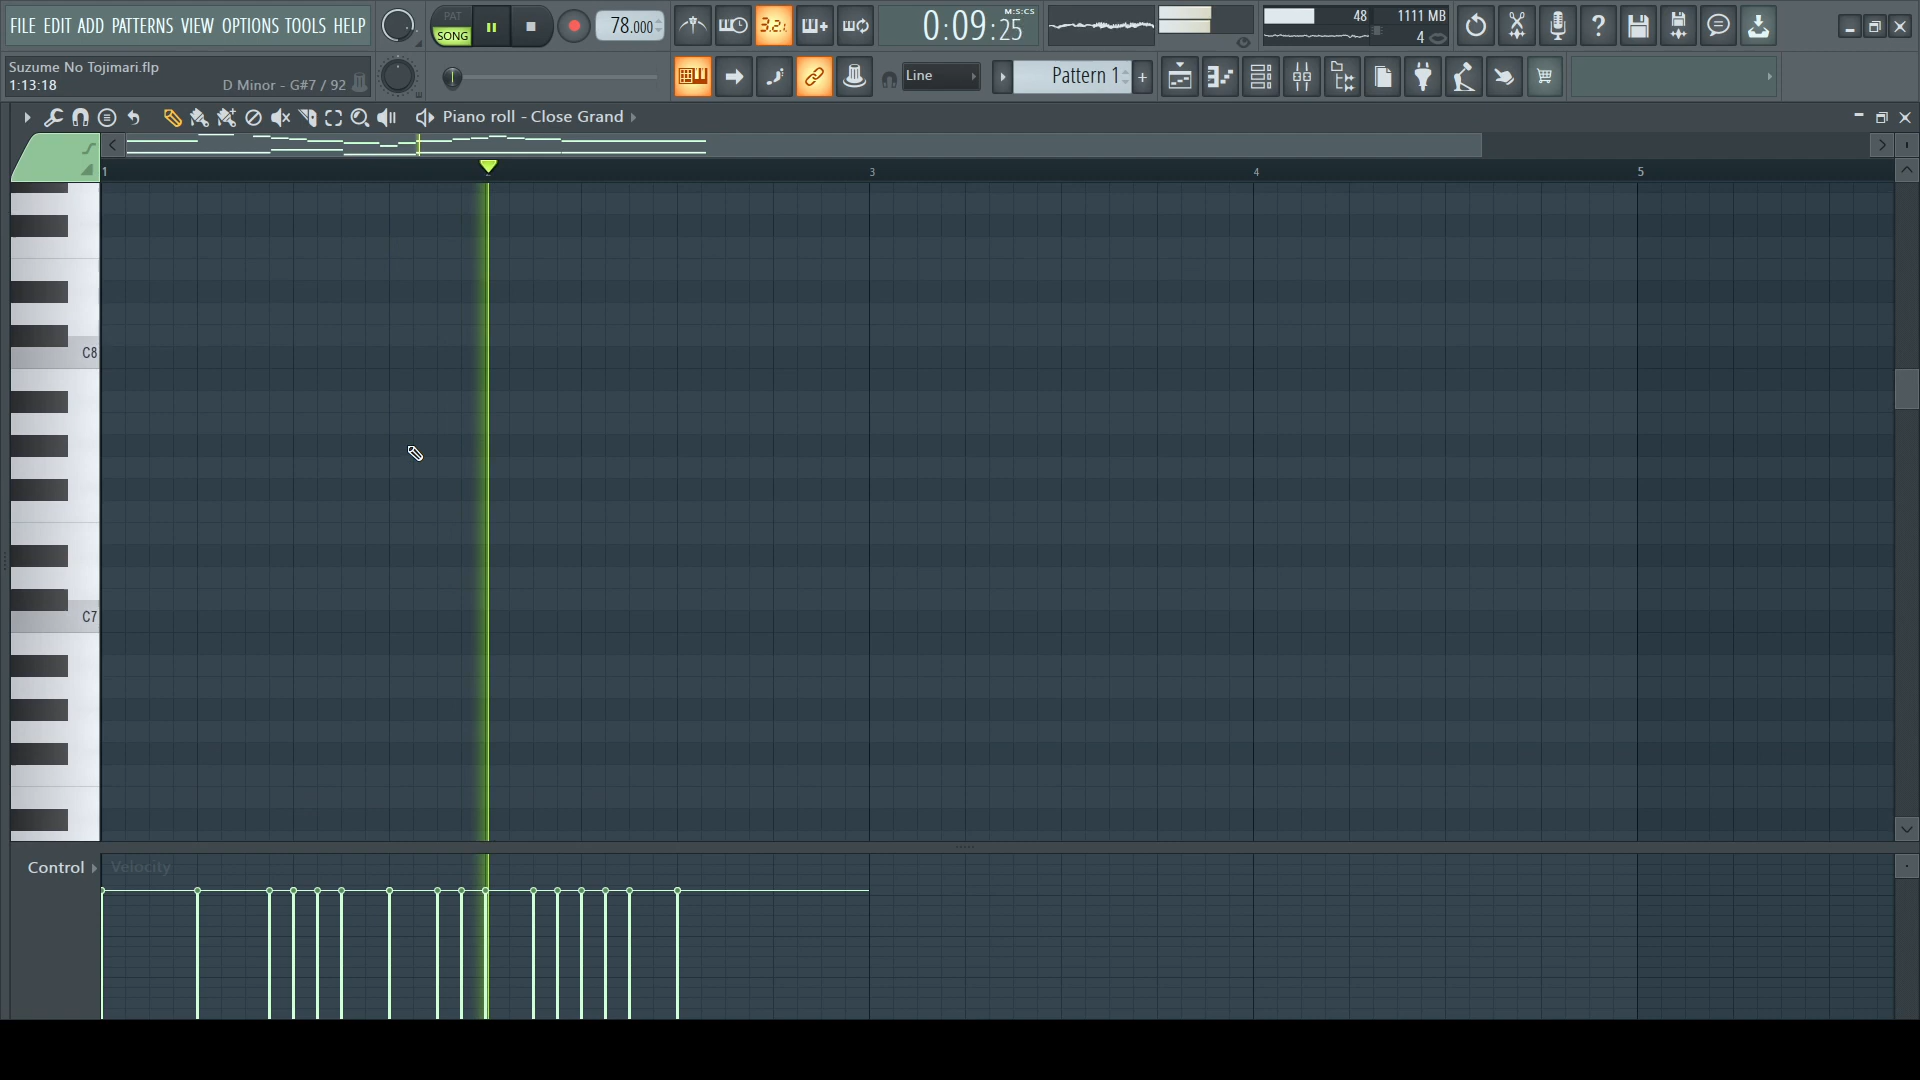 FILE EDIT ADD PATTERNS VIEW OPTIONS TOOLS HELP
PAT
SONG
78.000
3.2.
0:09:25
M:S:CS
48
1111 MB
4
Suzume No Tojimari.flp
1:13:18
D Minor - G#7 / 92
Line
Pattern 1
Piano roll - Close Grand
1
3
4
5
C8
C7
Control
Velocity